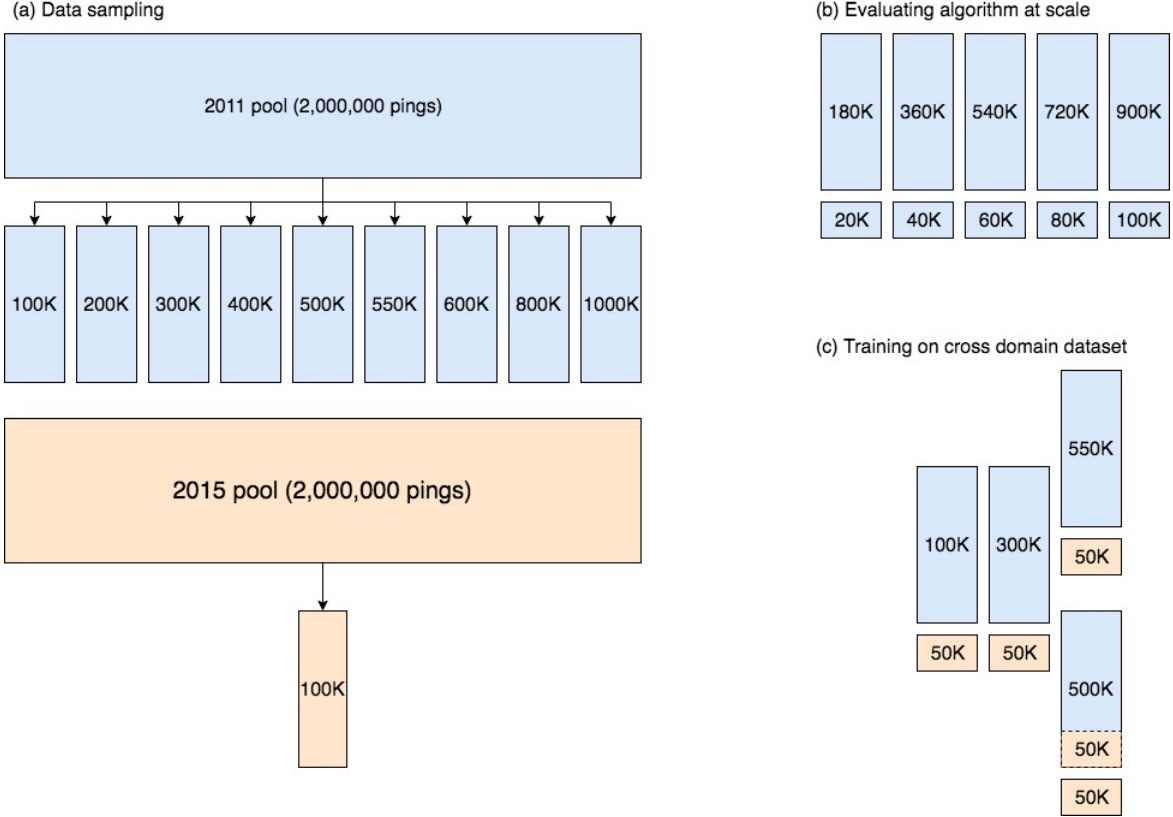 (a) Data sampling
2011 pool (2,000,000 pings)
100K 200K 300K 400K 500K 550K 600K 800K 1000K
2015 pool (2,000,000 pings)
100K
(b) Evaluating algorithm at scale
180K 360K 540K 720K 900K
20K 40K 60K 80K 100K
(c) Training on cross domain dataset
550K
100K 300K
50K
50K 50K
500K
50K
50K